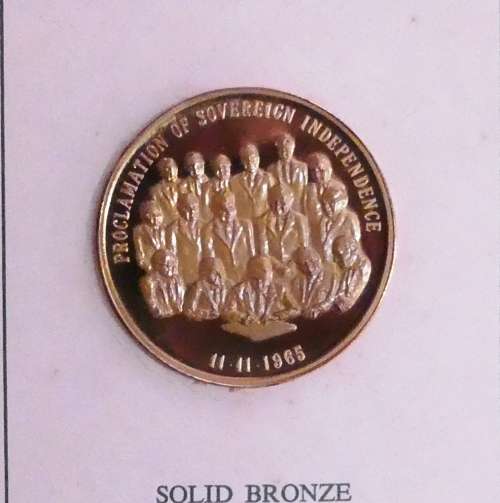 PROCLAMATION OF SOVEREIGN INDEPENDENCE
11·11·1965
SOLID BRONZE